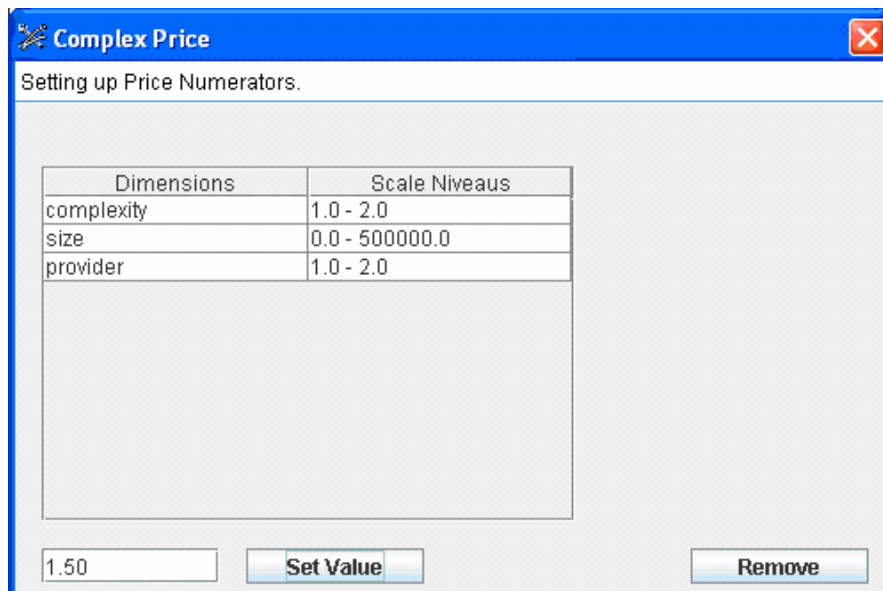 Complex Price
Setting up Price Numerators.
Dimensions Scale Niveaus
complexity 1.0 - 2.0
size 0.0 - 500000.0
provider 1.0 - 2.0
1.50 Set Value Remove